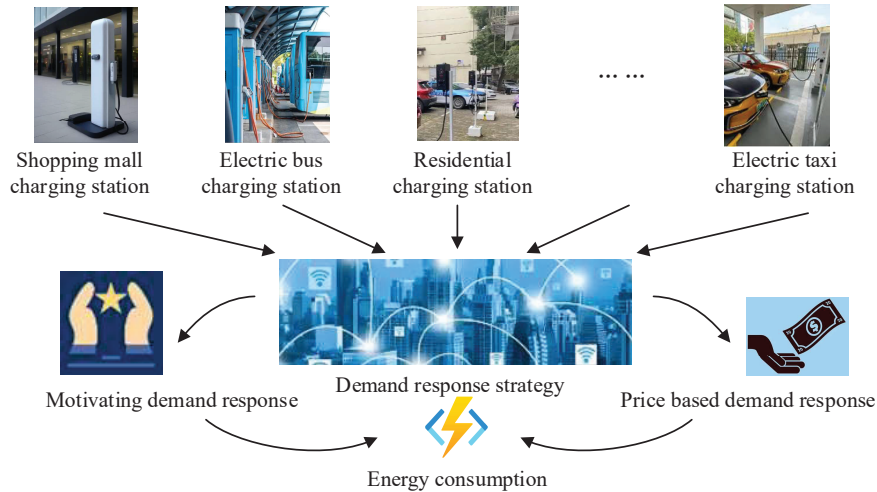 ... ...
Shopping mall
charging station
Electric bus
charging station
Residential
charging station
Electric taxi
charging station
Demand response strategy
Motivating demand response
Price based demand response
Energy consumption